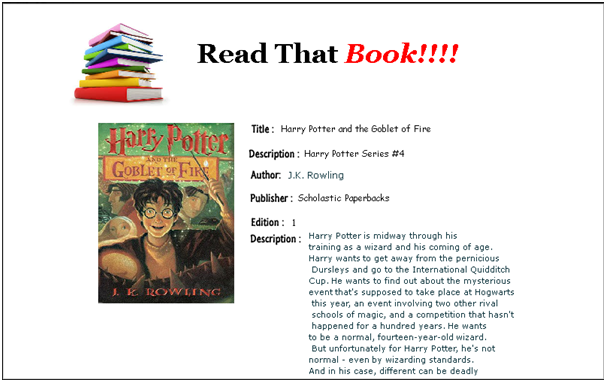 Read That Book!!!!
Harry Potter
AND THE
GOBLET OF FIRE
J. K. ROWLING
Title : Harry Potter and the Goblet of Fire
Description : Harry Potter Series #4
Author: J.K. Rowling
Publisher : Scholastic Paperbacks
Edition : 1
Description : Harry Potter is midway through his
training as a wizard and his coming of age.
Harry wants to get away from the pernicious
Dursleys and go to the International Quidditch
Cup. He wants to find out about the mysterious
event that's supposed to take place at Hogwarts
this year, an event involving two other rival
schools of magic, and a competition that hasn't
happened for a hundred years. He wants
to be a normal, fourteen-year-old wizard.
But unfortunately for Harry Potter, he's not
normal - even by wizarding standards.
And in his case, different can be deadly